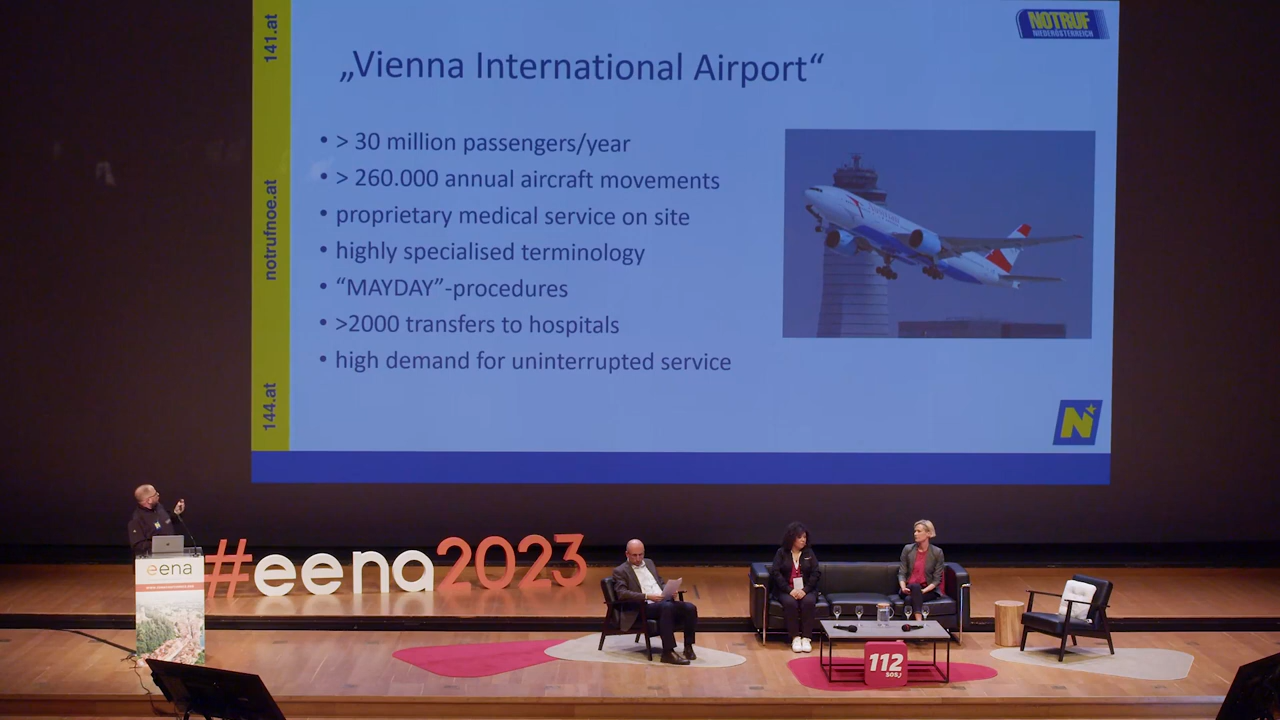 141.at
notrufnoe.at
144.at
NOTRUF
NIEDERÖSTERREICH
„Vienna International Airport“
• > 30 million passengers/year
• > 260.000 annual aircraft movements
• proprietary medical service on site
• highly specialised terminology
• “MAYDAY”-procedures
• >2000 transfers to hospitals
• high demand for uninterrupted service
N
eena
#eena2023
112
SOS